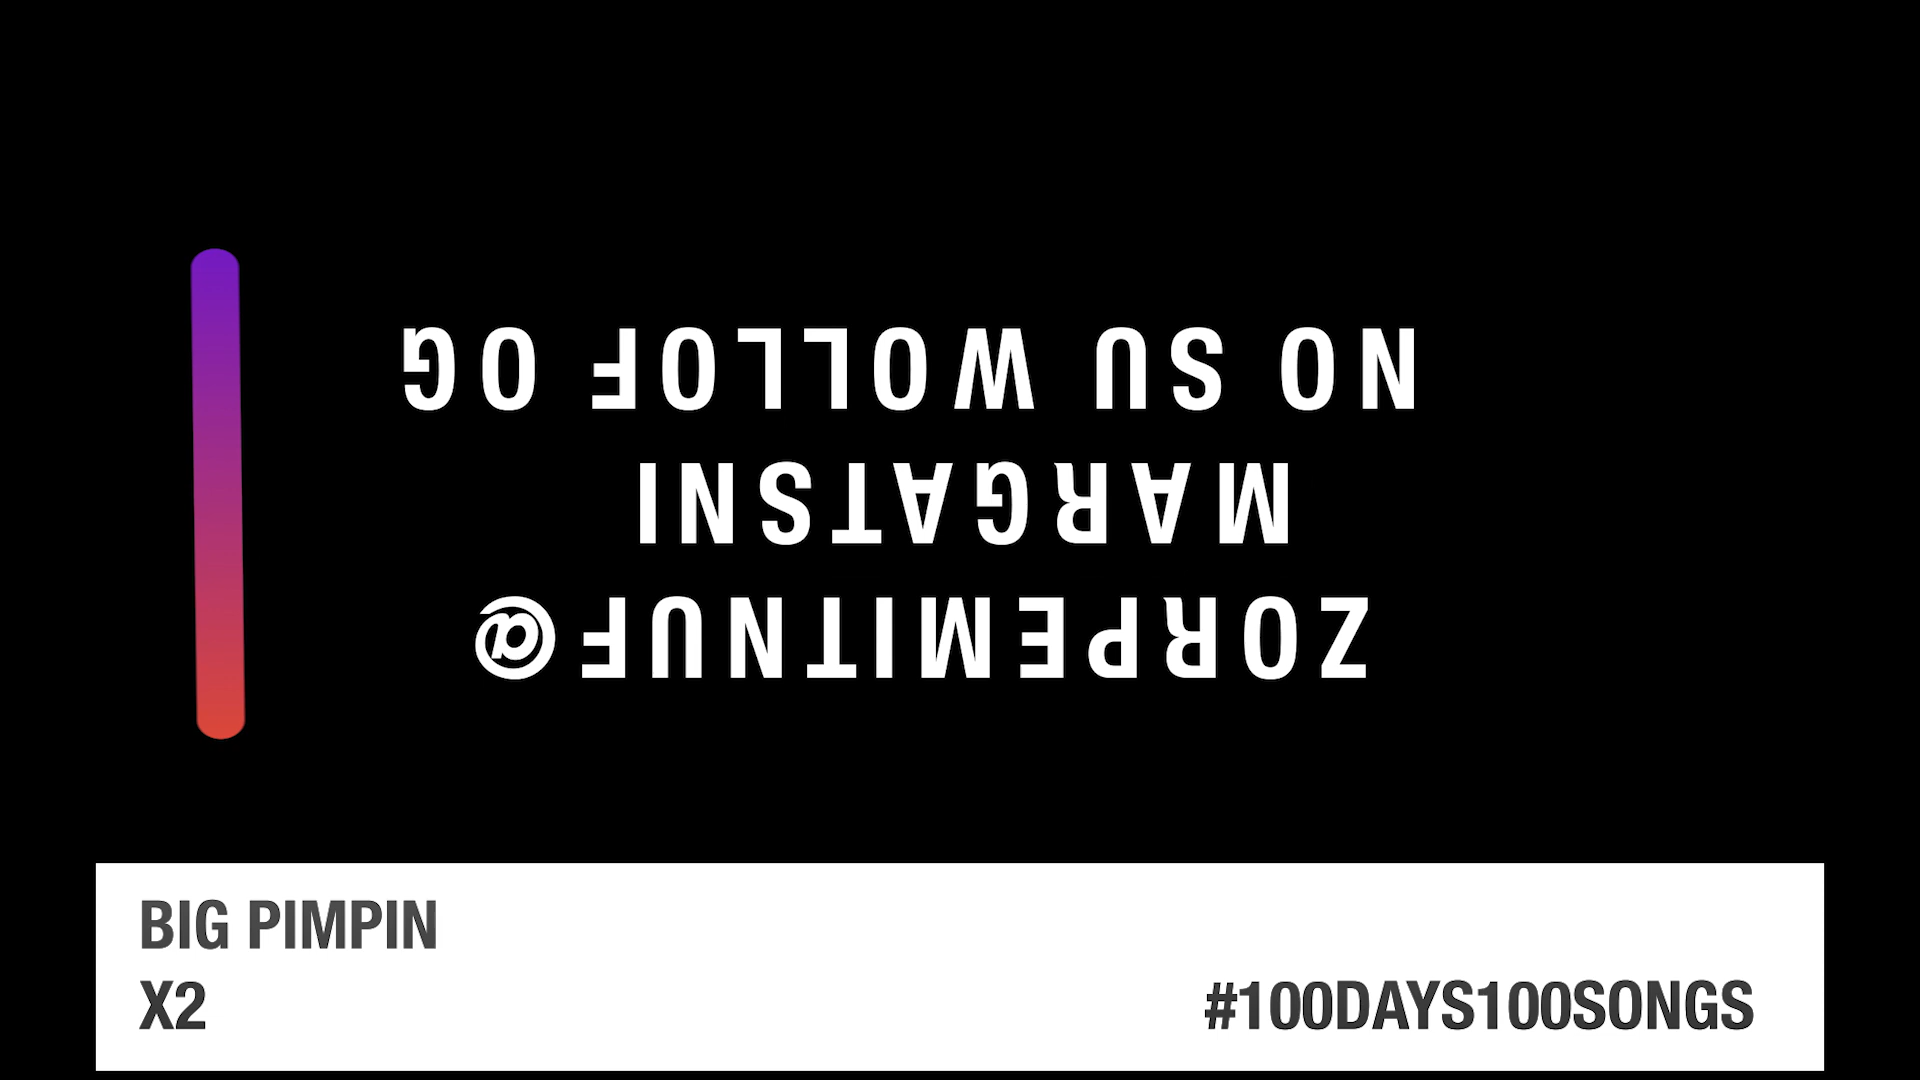 GO FOLLOW US ON
INSTAGRAM
@FUNTIMEPROZ
BIG PIMPIN
X2
#100DAYS100SONGS